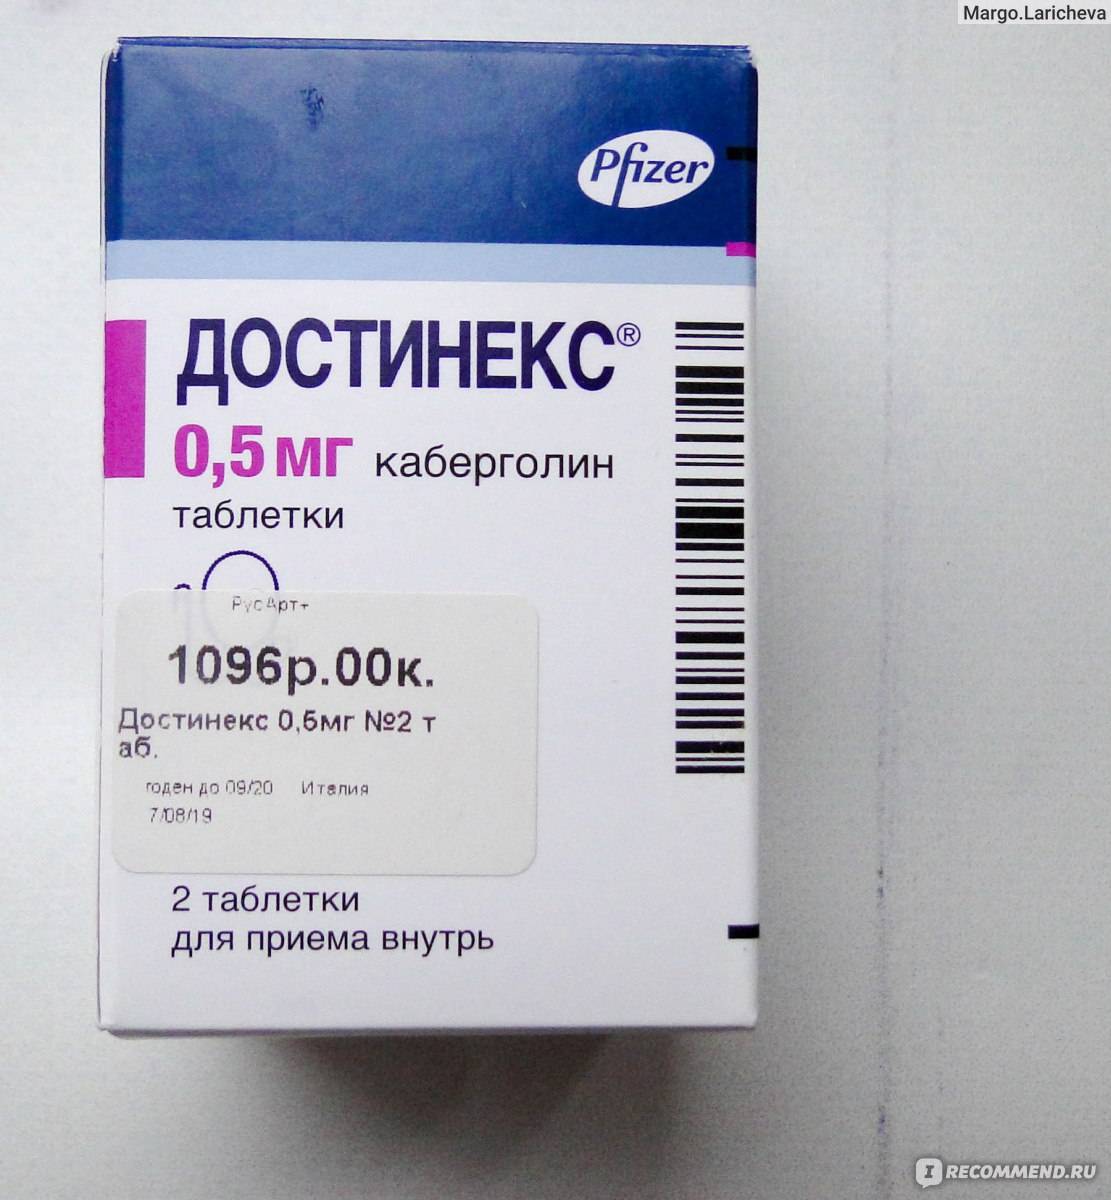 Margo.Laricheva
Pfizer
ДОСТИНЕКС®
0,5 мг каберголин
таблетки
РусАрт+
1096р.00к.
Достинекс 0,5мг №2 т
аб.
годен до 09/20 Италия
7/08/19
2 таблетки
для приема внутрь
IRECOMMEND.RU